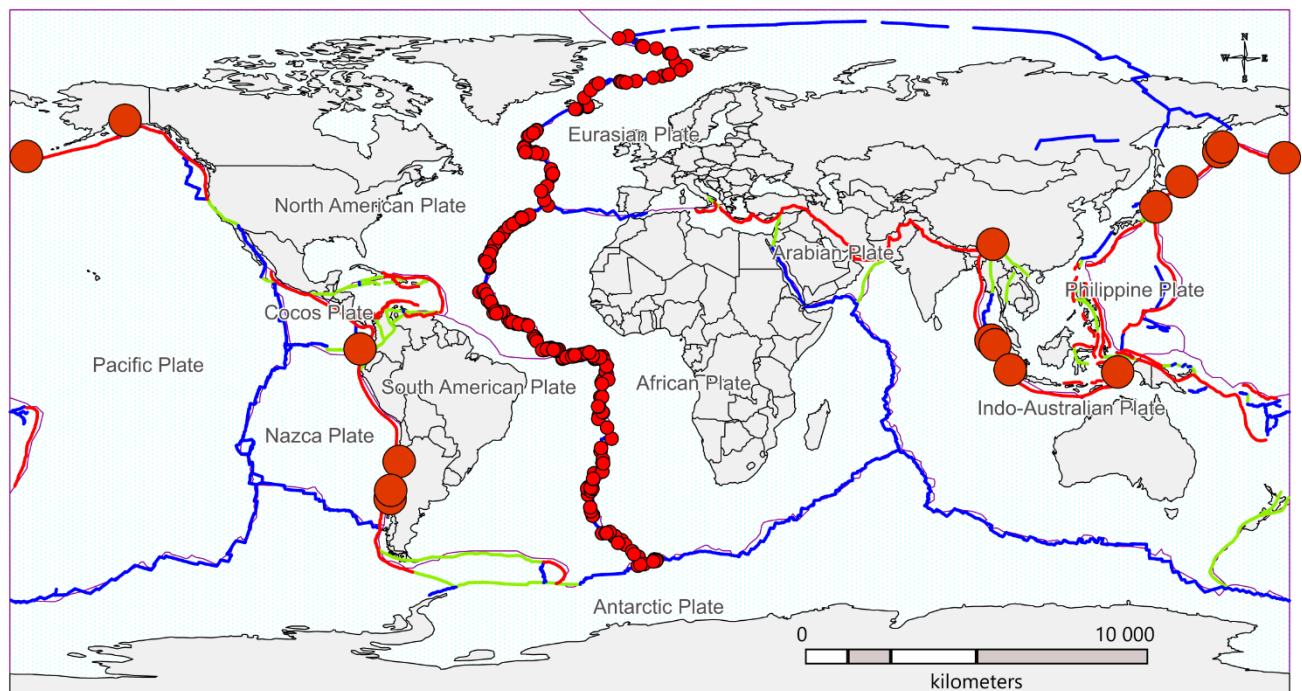 N
W E
S
Eurasian Plate
North American Plate
Arabian Plate
Philippine Plate
Cocos Plate
Pacific Plate
South American Plate
African Plate
Indo-Australian Plate
Nazca Plate
Antarctic Plate
0 10 000
kilometers